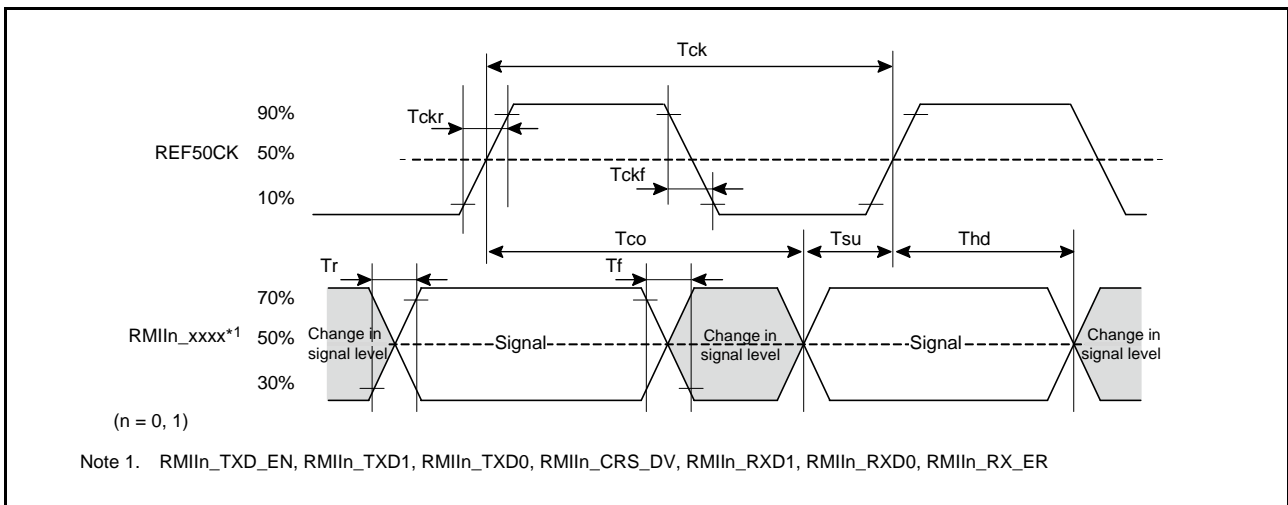 Tck
90%
Tckr
REF50CK 50%
Tckf
10%
Tco Tsu Thd
Tr Tf
70%
RMIIn_xxxx*1 50%
Change in
signal level
Signal
Change in
signal level
Signal
Change in
signal level
30%
(n = 0, 1)
Note 1. RMIIn_TXD_EN, RMIIn_TXD1, RMIIn_TXD0, RMIIn_CRS_DV, RMIIn_RXD1, RMIIn_RXD0, RMIIn_RX_ER